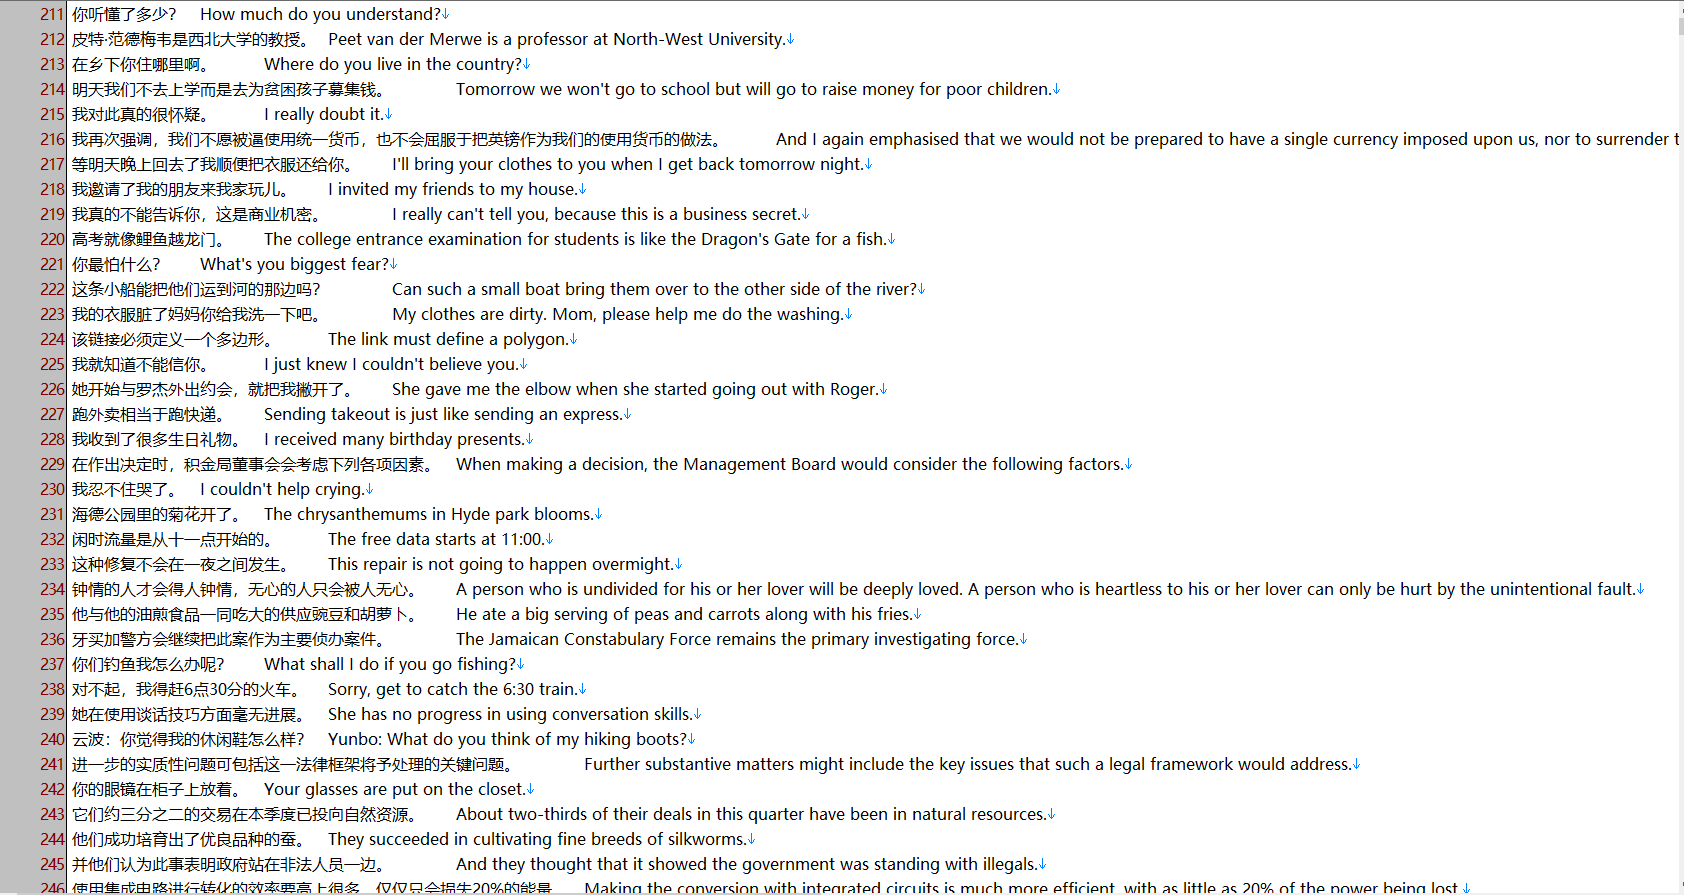 211 你听懂了多少？ How much do you understand?↓
212 皮特·范德梅韦是西北大学的教授。 Peet van der Merwe is a professor at North-West University.↓
213 在乡下你住哪里啊。 Where do you live in the country?↓
214 明天我们不去上学而是去为贫困孩子募集钱。 Tomorrow we won't go to school but will go to raise money for poor children.↓
215 我对此真的很怀疑。 I really doubt it.↓
216 我再次强调，我们不愿被逼使用统一货币，也不会屈服于把英镑作为我们的使用货币的做法。 And I again emphasised that we would not be prepared to have a single currency imposed upon us, nor to surrender t
217 等明天晚上回去了我顺便把衣服还给你。 I'll bring your clothes to you when I get back tomorrow night.↓
218 我邀请了我的朋友来我家玩儿。 I invited my friends to my house.↓
219 我真的不能告诉你，这是商业机密。 I really can't tell you, because this is a business secret.↓
220 高考就像鲤鱼越龙门。 The college entrance examination for students is like the Dragon's Gate for a fish.↓
221 你最怕什么？ What's you biggest fear?↓
222 这条小船能把他们运到河的那边吗？ Can such a small boat bring them over to the other side of the river?↓
223 我的衣服脏了妈妈你给我洗一下吧。 My clothes are dirty. Mom, please help me do the washing.↓
224 该链接必须定义一个多边形。 The link must define a polygon.↓
225 我就知道不能信你。 I just knew I couldn't believe you.↓
226 她开始与罗杰外出约会，就把我撇开了。 She gave me the elbow when she started going out with Roger.↓
227 跑外卖相当于跑快递。 Sending takeout is just like sending an express.↓
228 我收到了很多生日礼物。 I received many birthday presents.↓
229 在作出决定时，积金局董事会会考虑下列各项因素。 When making a decision, the Management Board would consider the following factors.↓
230 我忍不住哭了。 I couldn't help crying.↓
231 海德公园里的菊花开了。 The chrysanthemums in Hyde park blooms.↓
232 闲时流量是从十一点开始的。 The free data starts at 11:00.↓
233 这种修复不会在一夜之间发生。 This repair is not going to happen overmight.↓
234 钟情的人才会得人钟情，无心的人只会被人无心。 A person who is undivided for his or her lover will be deeply loved. A person who is heartless to his or her lover can only be hurt by the unintentional fault.↓
235 他与他的油煎食品一同吃大的供应豌豆和胡萝卜。 He ate a big serving of peas and carrots along with his fries.↓
236 牙买加警方会继续把此案作为主要侦办案件。 The Jamaican Constabulary Force remains the primary investigating force.↓
237 你们钓鱼我怎么办呢？ What shall I do if you go fishing?↓
238 对不起，我得赶6点30分的火车。 Sorry, get to catch the 6:30 train.↓
239 她在使用谈话技巧方面毫无进展。 She has no progress in using conversation skills.↓
240 云波：你觉得我的休闲鞋怎么样？ Yunbo: What do you think of my hiking boots?↓
241 进一步的实质性问题可包括这一法律框架将予处理的关键问题。 Further substantive matters might include the key issues that such a legal framework would address.↓
242 你的眼镜在柜子上放着。 Your glasses are put on the closet.↓
243 它们约三分之二的交易在本季度已投向自然资源。 About two-thirds of their deals in this quarter have been in natural resources.↓
244 他们成功培育出了优良品种的蚕。 They succeeded in cultivating fine breeds of silkworms.↓
245 并他们认为此事表明政府站在非法人员一边。 And they thought that it showed the government was standing with illegals.↓
246 使用集成电路进行转化的效率要高上很多，仅仅只会损失20%的能量 Making the conversion with integrated circuits is much more efficient, with as little as 20% of the power being lost.↓